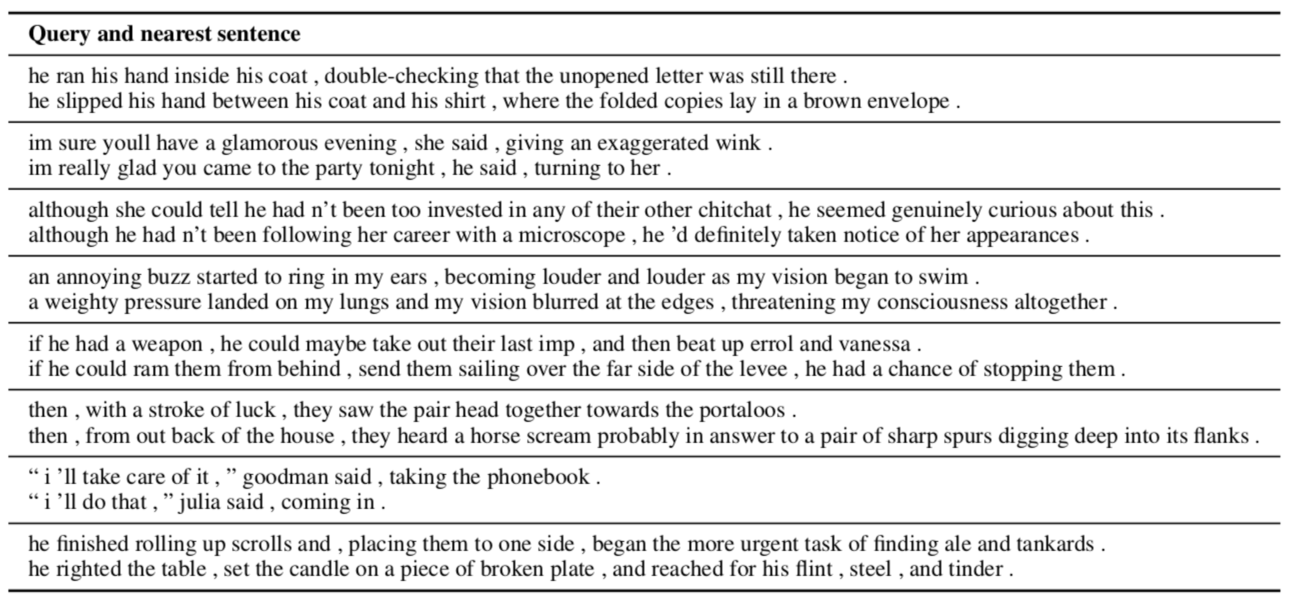 Query and nearest sentence
he ran his hand inside his coat , double-checking that the unopened letter was still there .
he slipped his hand between his coat and his shirt , where the folded copies lay in a brown envelope .
im sure youll have a glamorous evening , she said , giving an exaggerated wink .
im really glad you came to the party tonight , he said , turning to her .
although she could tell he had n’t been too invested in any of their other chitchat , he seemed genuinely curious about this .
although he had n’t been following her career with a microscope , he ’d definitely taken notice of her appearances .
an annoying buzz started to ring in my ears , becoming louder and louder as my vision began to swim .
a weighty pressure landed on my lungs and my vision blurred at the edges , threatening my consciousness altogether .
if he had a weapon , he could maybe take out their last imp , and then beat up errol and vanessa .
if he could ram them from behind , send them sailing over the far side of the levee , he had a chance of stopping them .
then , with a stroke of luck , they saw the pair head together towards the portaloos .
then , from out back of the house , they heard a horse scream probably in answer to a pair of sharp spurs digging deep into its flanks .
“ i ’ll take care of it , ” goodman said , taking the phonebook .
“ i ’ll do that , ” julia said , coming in .
he finished rolling up scrolls and , placing them to one side , began the more urgent task of finding ale and tankards .
he righted the table , set the candle on a piece of broken plate , and reached for his flint , steel , and tinder .